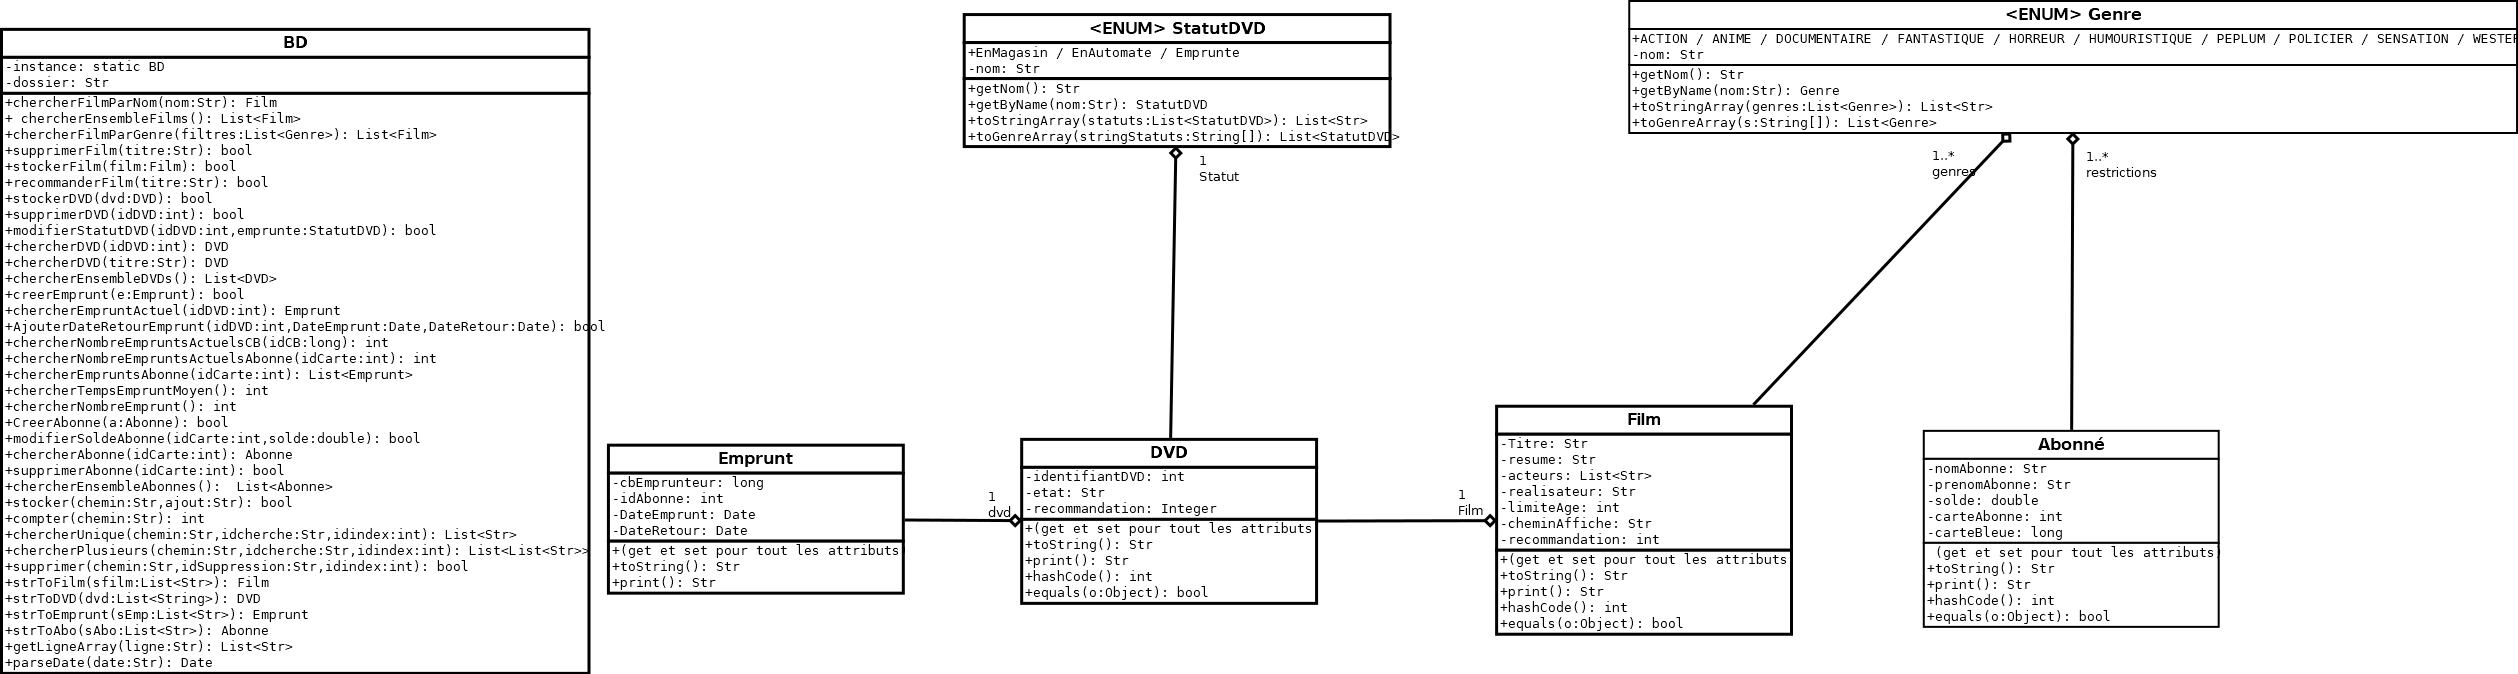 BD
-instance: static BD
-dossier: Str
+chercherFilmParNom(nom:Str): Film
+ chercherEnsembleFilms(): List<Film>
+chercherFilmParGenre(filtres:List<Genre>): List<Film>
+supprimerFilm(titre:Str): bool
+stockerFilm(film:Film): bool
+recommanderFilm(titre:Str): bool
+stockerDVD(dvd:DVD): bool
+supprimerDVD(idDVD:int): bool
+modifierStatutDVD(idDVD:int,emprunte:StatutDVD): bool
+chercherDVD(idDVD:int): DVD
+chercherDVD(titre:Str): DVD
+chercherEnsembleDVDs(): List<DVD>
+creerEmprunt(e:Emprunt): bool
+chercherEmpruntActuel(idDVD:int): Emprunt
+AjouterDateRetourEmprunt(idDVD:int,DateEmprunt:Date,DateRetour:Date): bool
+chercherNombreEmpruntsActuelsCB(idCB:long): int
+chercherNombreEmpruntsActuelsAbonne(idCarte:int): int
+chercherEmpruntsAbonne(idCarte:int): List<Emprunt>
+chercherTempsEmpruntMoyen(): int
+chercherNombreEmprunt(): int
+CreerAbonne(a:Abonne): bool
+modifierSoldeAbonne(idCarte:int,solde:double): bool
+chercherAbonne(idCarte:int): Abonne
+supprimerAbonne(idCarte:int): bool
+chercherEnsembleAbonnes():  List<Abonne>
+stocker(chemin:Str,ajout:Str): bool
+compter(chemin:Str): int
+chercherUnique(chemin:Str,idcherche:Str,idindex:int): List<Str>
+chercherPlusieurs(chemin:Str,idcherche:Str,idindex:int): List<List<Str>>
+supprimer(chemin:Str,idSuppression:Str,idindex:int): bool
+strToFilm(sfilm:List<Str>): Film
+strToDVD(dvd:List<String>): DVD
+strToEmprunt(sEmp:List<Str>): Emprunt
+strToAbo(sAbo:List<Str>): Abonne
+getLigneArray(ligne:Str): List<Str>
+parseDate(date:Str): Date
<ENUM> StatutDVD
+EnMagasin / EnAutomate / Emprunte
-nom: Str
+getNom(): Str
+getByName(nom:Str): StatutDVD
+toStringArray(statuts:List<StatutDVD>): List<Str>
+toGenreArray(stringStatuts:String[]): List<StatutDVD>
1
Statut
<ENUM> Genre
+ACTION / ANIME / DOCUMENTAIRE / FANTASTIQUE / HORREUR / HUMOURISTIQUE / PEPLUM / POLICIER / SENSATION / WESTER
-nom: Str
+getNom(): Str
+getByName(nom:Str): Genre
+toStringArray(genres:List<Genre>): List<Str>
+toGenreArray(s:String[]): List<Genre>
1..*
genres
1..*
restrictions
Emprunt
-cbEmprunteur: long
-idAbonne: int
-DateEmprunt: Date
-DateRetour: Date
+(get et set pour tout les attributs)
+toString(): Str
+print(): Str
1
dvd
DVD
-identifiantDVD: int
-etat: Str
-recommandation: Integer
+(get et set pour tout les attributs
+toString(): Str
+print(): Str
+hashCode(): int
+equals(o:Object): bool
1
Film
Film
-Titre: Str
-resume: Str
-acteurs: List<Str>
-realisateur: Str
-limiteAge: int
-cheminAffiche: Str
-recommandation: int
+(get et set pour tout les attributs
+toString(): Str
+print(): Str
+hashCode(): int
+equals(o:Object): bool
Abonné
-nomAbonne: Str
-prenomAbonne: Str
-solde: double
-carteAbonne: int
-carteBleue: long
(get et set pour tout les attributs)
+toString(): Str
+print(): Str
+hashCode(): int
+equals(o:Object): bool